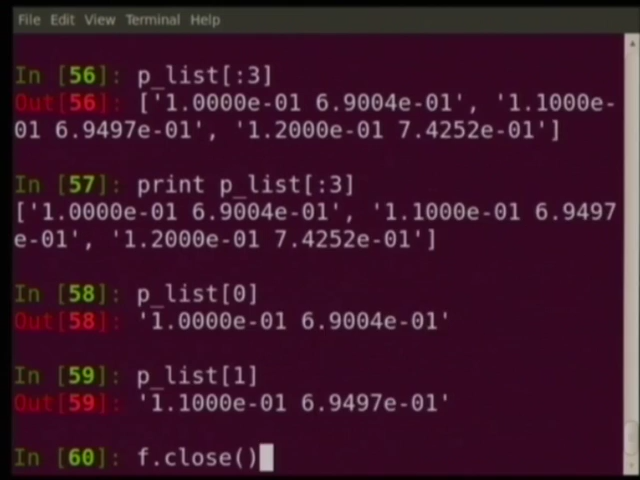 File Edit View Terminal Help
In [56]: p_list[:3]
Out[56]: ['1.0000e-01 6.9004e-01', '1.1000e-
01 6.9497e-01', '1.2000e-01 7.4252e-01']
In [57]: print p_list[:3]
['1.0000e-01 6.9004e-01', '1.1000e-01 6.9497
e-01', '1.2000e-01 7.4252e-01']
In [58]: p_list[0]
Out[58]: '1.0000e-01 6.9004e-01'
In [59]: p_list[1]
Out[59]: '1.1000e-01 6.9497e-01'
In [60]: f.close()